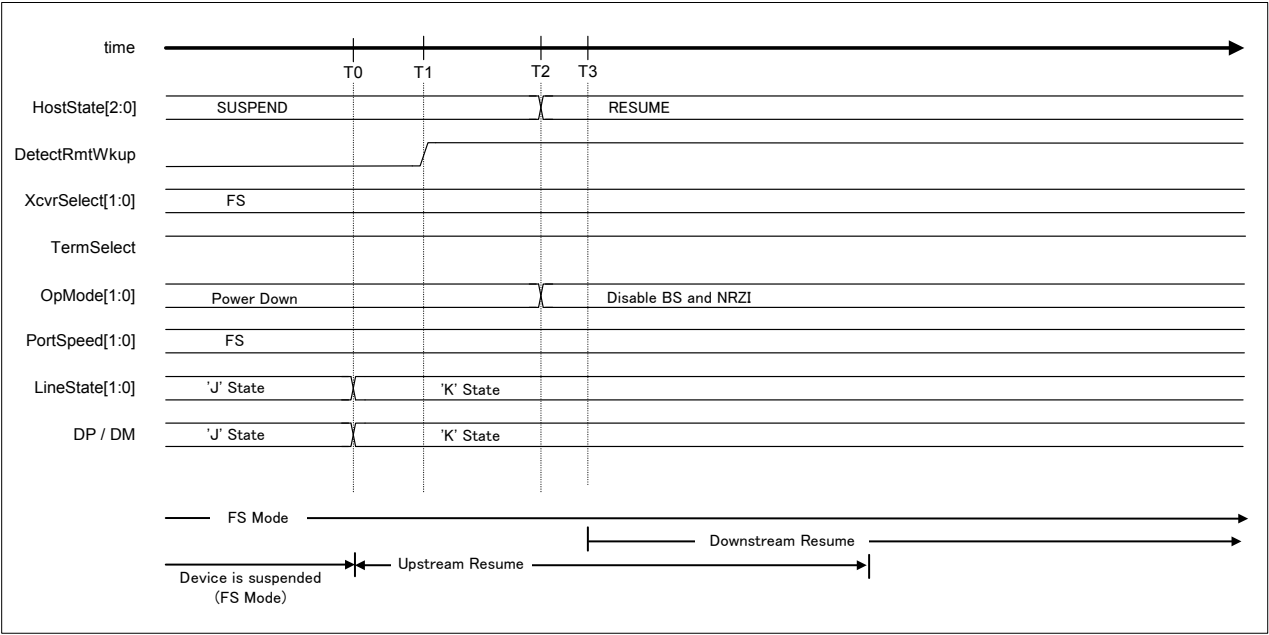 time
T0 T1 T2 T3
HostState[2:0] SUSPEND RESUME
DetectRmtWkup
XcvrSelect[1:0] FS
TermSelect
OpMode[1:0] Power Down Disable BS and NRZI
PortSpeed[1:0] FS
LineState[1:0] 'J' State 'K' State
DP / DM 'J' State 'K' State
FS Mode
Downstream Resume
Upstream Resume
Device is suspended
(FS Mode)